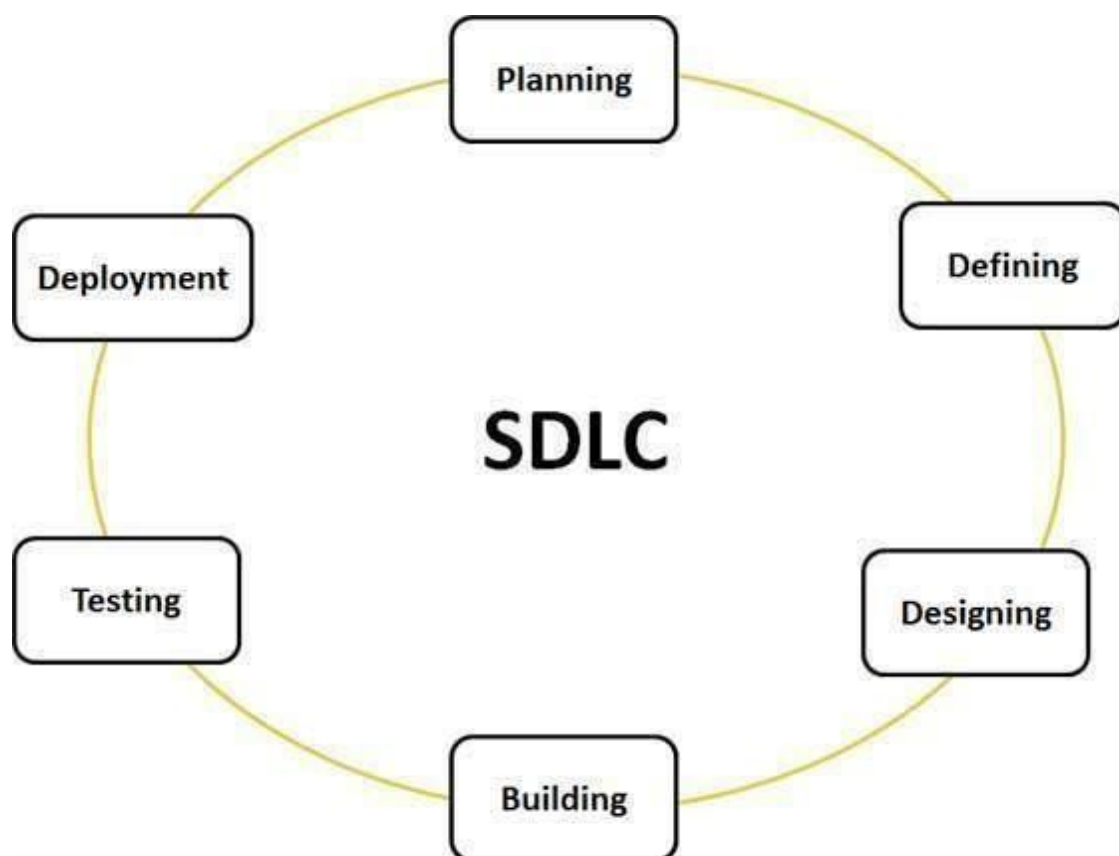 Planning
Defining
Designing
Building
Testing
Deployment
SDLC